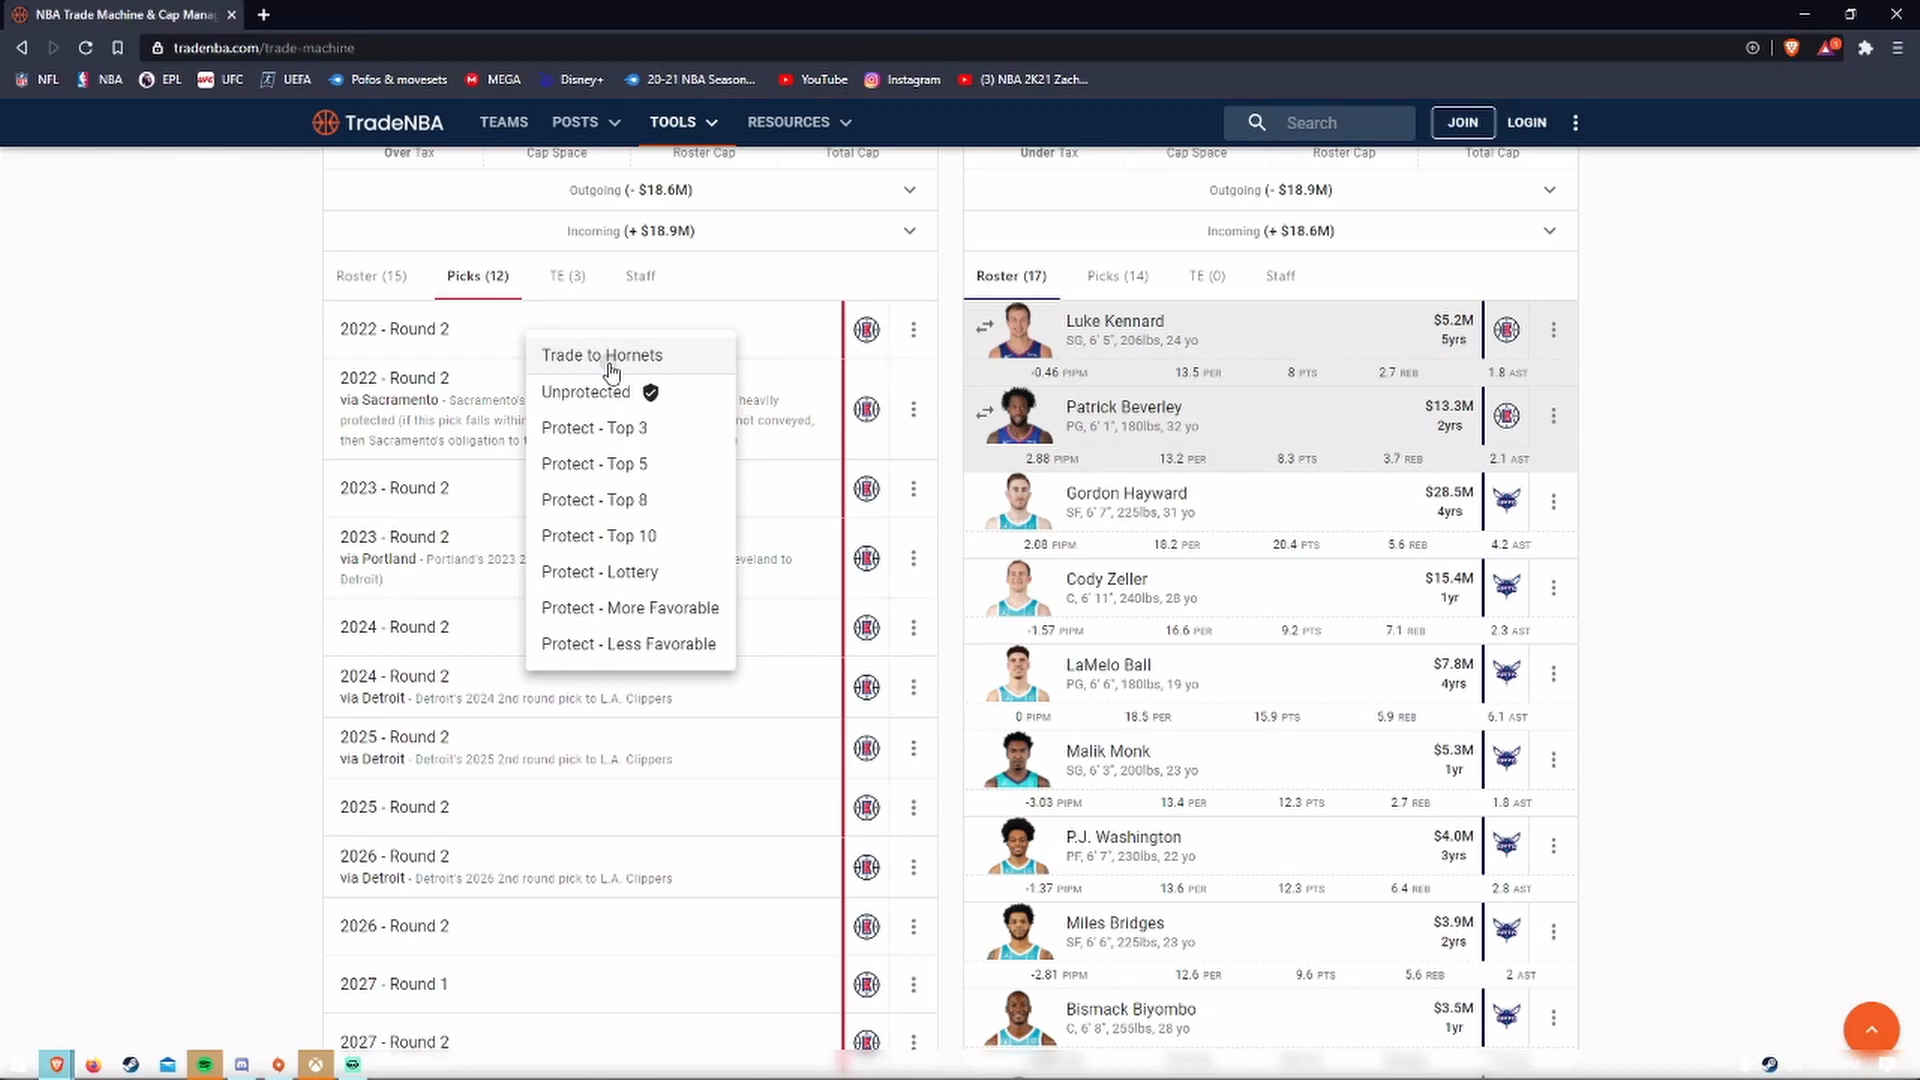 NBA Trade Machine & Cap Mana
tradenba.com/trade-machine
NFL NBA EPL UFC UEFA Pofos & movesets MEGA Disney+ 20-21 NBA Season... YouTube Instagram (3) NBA 2K21 Zach...
TradeNBA TEAMS POSTS TOOLS RESOURCES Search JOIN LOGIN
Over Tax Cap Space Roster Cap Total Cap
Outgoing (- $18.6M)
Incoming (+ $18.9M)
Roster (15) Picks (12) TE (3) Staff
2022 - Round 2
2022 - Round 2
via Sacramento - Sacramento's heavily
protected (if this pick falls within not conveyed,
then Sacramento's obligation to
2023 - Round 2
2023 - Round 2
via Portland - Portland's 2023 2 eveland to
Detroit)
2024 - Round 2
2024 - Round 2
via Detroit - Detroit's 2024 2nd round pick to L.A. Clippers
2025 - Round 2
via Detroit - Detroit's 2025 2nd round pick to L.A. Clippers
2025 - Round 2
2026 - Round 2
via Detroit - Detroit's 2026 2nd round pick to L.A. Clippers
2026 - Round 2
2027 - Round 1
2027 - Round 2
Trade to Hornets
Unprotected
Protect - Top 3
Protect - Top 5
Protect - Top 8
Protect - Top 10
Protect - Lottery
Protect - More Favorable
Protect - Less Favorable
Under Tax Cap Space Roster Cap Total Cap
Outgoing (- $18.9M)
Incoming (+ $18.6M)
Roster (17) Picks (14) TE (0) Staff
Luke Kennard $5.2M
SG, 6' 5", 206lbs, 24 yo 5yrs
-0.46 PIPM 13.5 PER 8 PTS 2.7 REB 1.8 AST
Patrick Beverley $13.3M
PG, 6' 1", 180lbs, 32 yo 2yrs
2.88 PIPM 13.2 PER 8.3 PTS 3.7 REB 2.1 AST
Gordon Hayward $28.5M
SF, 6' 7", 225lbs, 31 yo 4yrs
2.08 PIPM 18.2 PER 20.4 PTS 5.6 REB 4.2 AST
Cody Zeller $15.4M
C, 6' 11", 240lbs, 28 yo 1yr
-1.57 PIPM 16.6 PER 9.2 PTS 7.1 REB 2.3 AST
LaMelo Ball $7.8M
PG, 6' 6", 180lbs, 19 yo 4yrs
0 PIPM 18.5 PER 15.9 PTS 5.9 REB 6.1 AST
Malik Monk $5.3M
SG, 6' 3", 200lbs, 23 yo 1yr
-3.03 PIPM 13.4 PER 12.3 PTS 2.7 REB 1.8 AST
P.J. Washington $4.0M
PF, 6' 7", 230lbs, 22 yo 3yrs
-1.37 PIPM 13.6 PER 12.3 PTS 6.4 REB 2.8 AST
Miles Bridges $3.9M
SF, 6' 6", 225lbs, 23 yo 2yrs
-2.81 PIPM 12.6 PER 9.6 PTS 5.6 REB 2 AST
Bismack Biyombo $3.5M
C, 6' 8", 255lbs, 28 yo 1yr